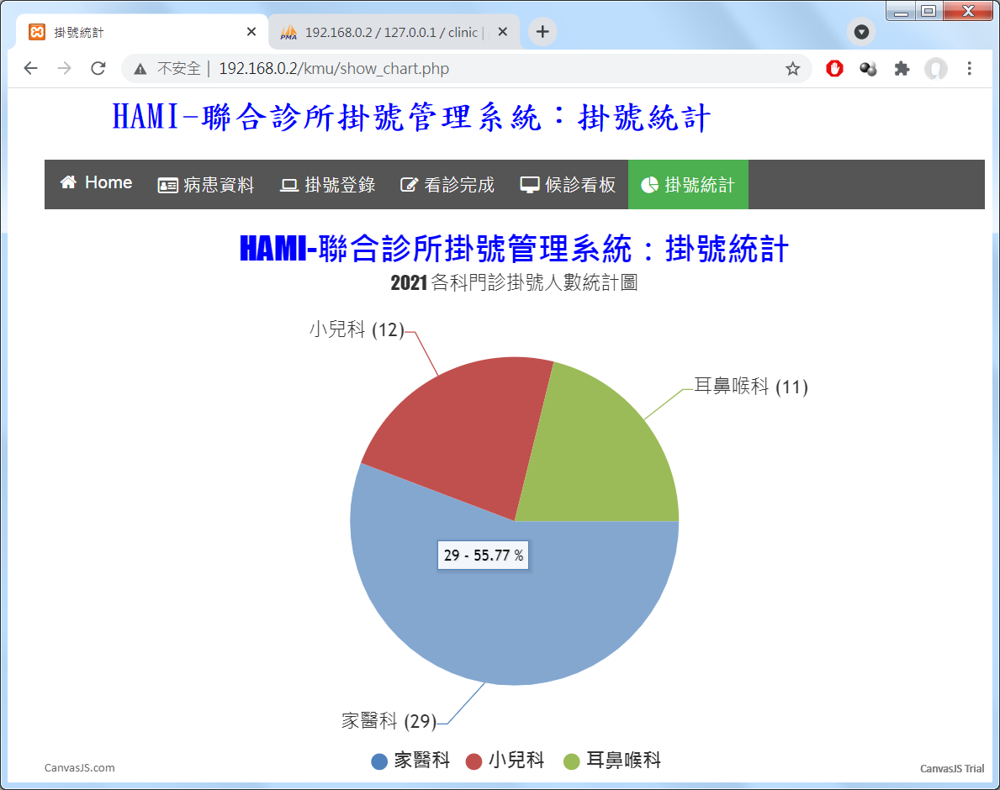 掛號統計
PMA 192.168.0.2 / 127.0.0.1 / clinic |
不安全 | 192.168.0.2/kmu/show_chart.php
HAMI-聯合診所掛號管理系統：掛號統計
Home 病患資料 掛號登錄 看診完成 候診看板 掛號統計
HAMI-聯合診所掛號管理系統：掛號統計
2021 各科門診掛號人數統計圖
小兒科 (12)
耳鼻喉科 (11)
29 - 55.77 %
家醫科 (29)
家醫科 小兒科 耳鼻喉科
CanvasJS.com
CanvasJS Trial